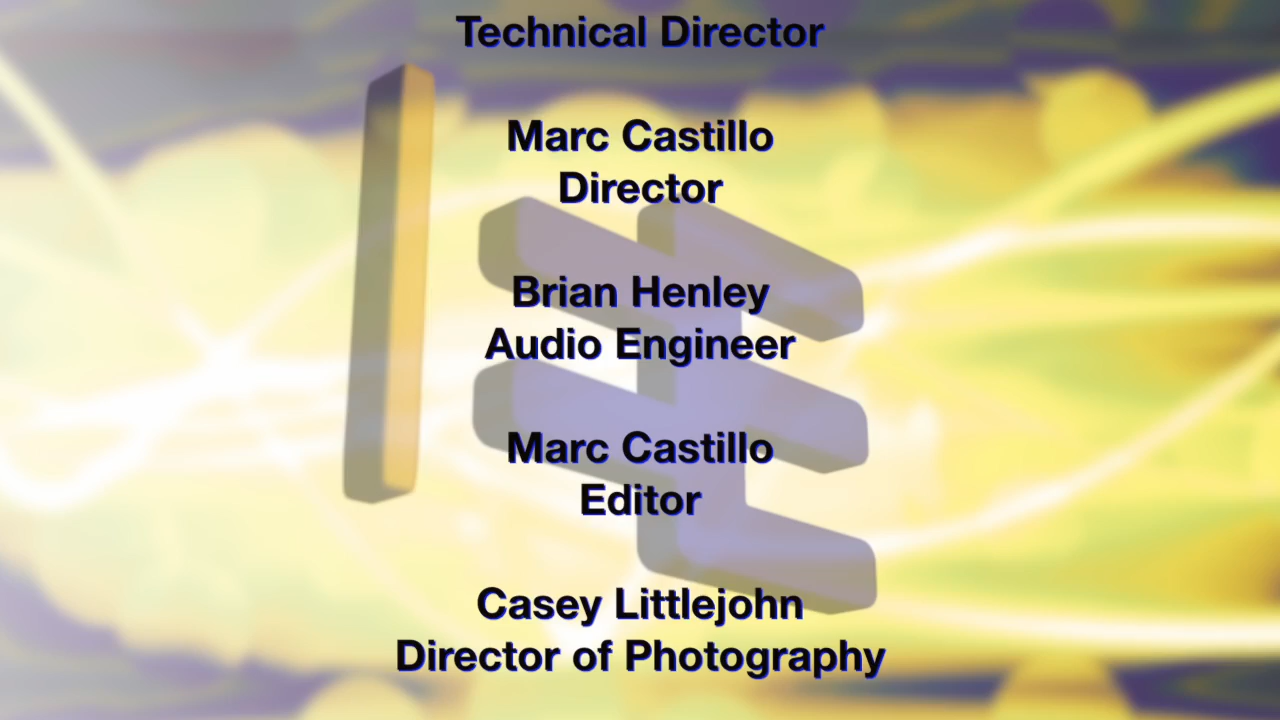 Technical Director
Marc Castillo
Director
Brian Henley
Audio Engineer
Marc Castillo
Editor
Casey Littlejohn
Director of Photography